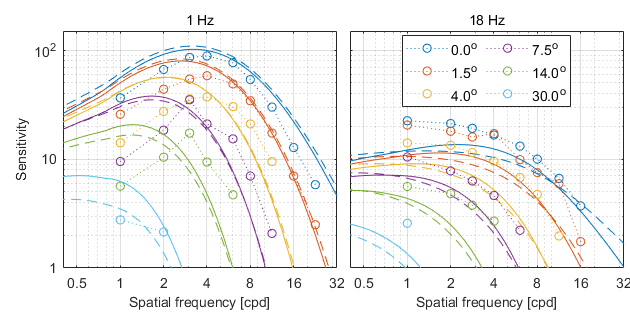 1 Hz
18 Hz
Sensitivity
10²
10
1
0.5 1 2 4 8 16 32
Spatial frequency [cpd]
0.0°
1.5°
4.0°
7.5°
14.0°
30.0°
0.5 1 2 4 8 16 32
Spatial frequency [cpd]